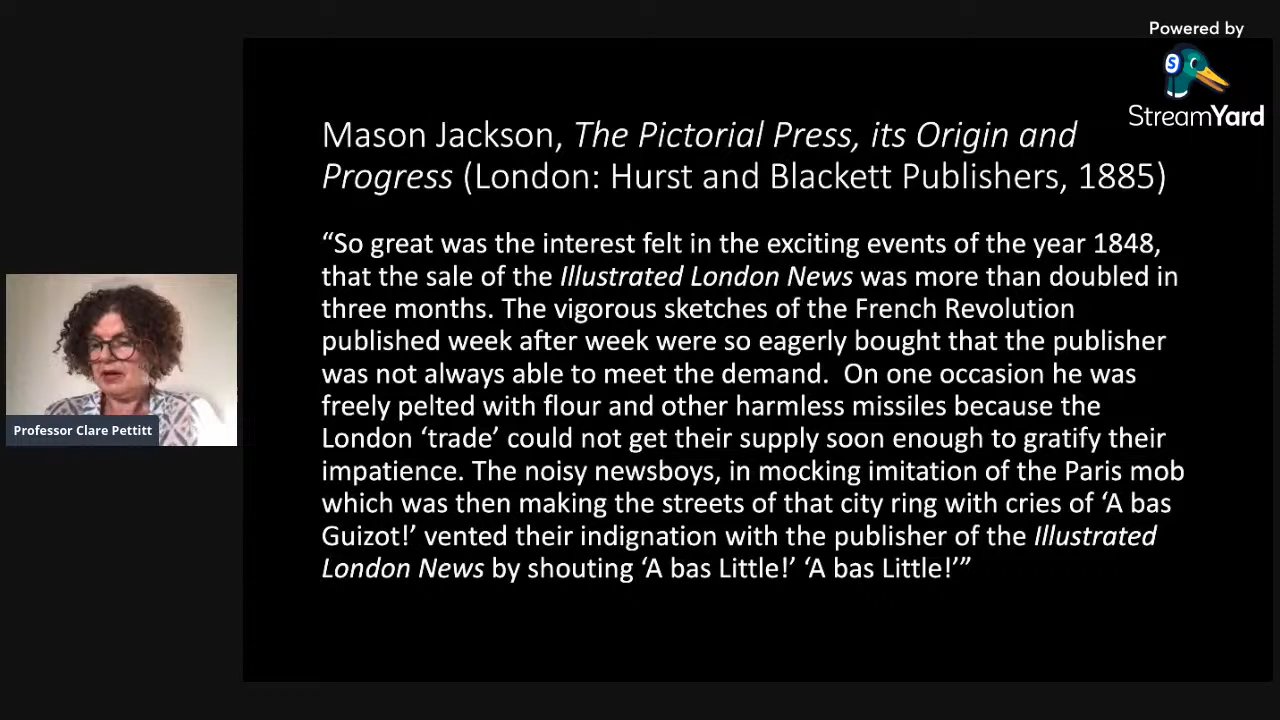 Powered by
StreamYard
Mason Jackson, The Pictorial Press, its Origin and
Progress (London: Hurst and Blackett Publishers, 1885)
“So great was the interest felt in the exciting events of the year 1848,
that the sale of the Illustrated London News was more than doubled in
three months. The vigorous sketches of the French Revolution
published week after week were so eagerly bought that the publisher
was not always able to meet the demand.  On one occasion he was
freely pelted with flour and other harmless missiles because the
London ‘trade’ could not get their supply soon enough to gratify their
impatience. The noisy newsboys, in mocking imitation of the Paris mob
which was then making the streets of that city ring with cries of ‘A bas
Guizot!’ vented their indignation with the publisher of the Illustrated
London News by shouting ‘A bas Little!’ ‘A bas Little!’”
Professor Clare Pettitt